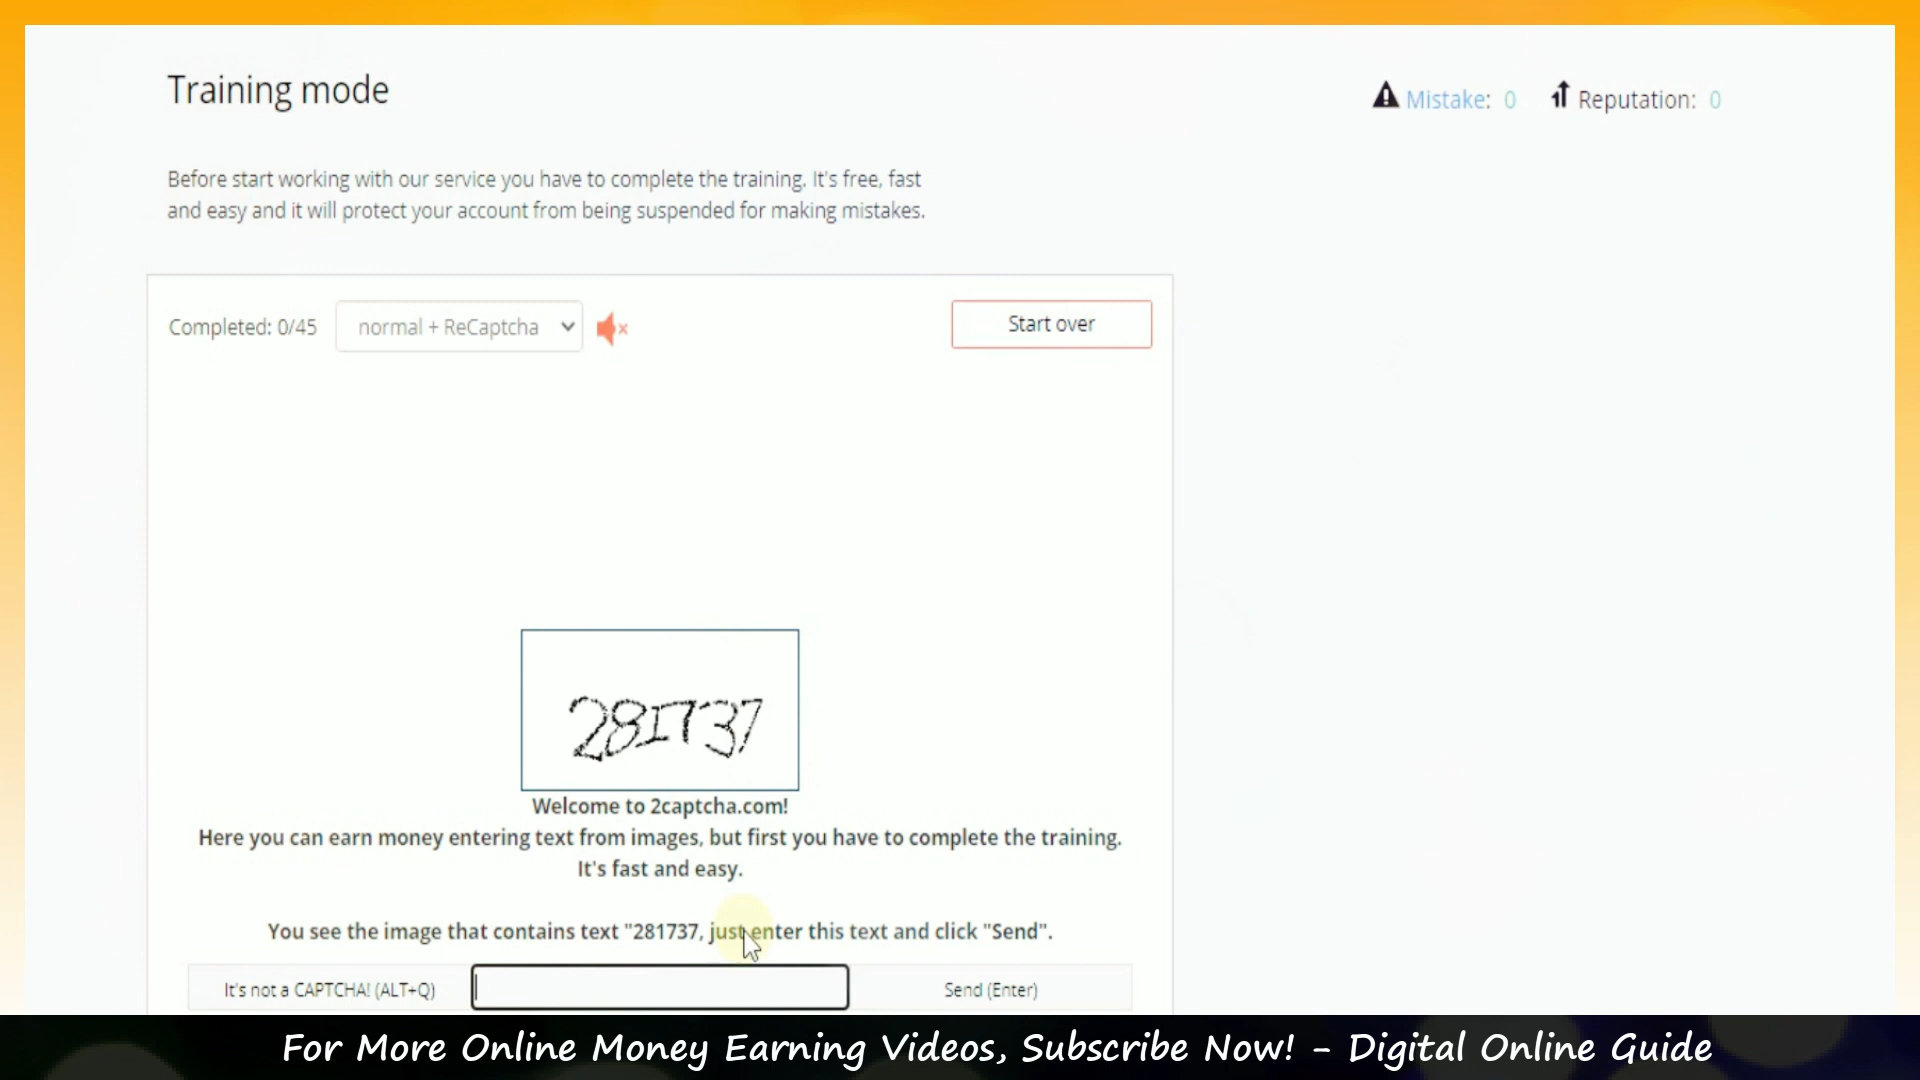 Training mode
Mistake: 0 Reputation: 0
Before start working with our service you have to complete the training. It's free, fast
and easy and it will protect your account from being suspended for making mistakes.
Completed: 0/45 normal + ReCaptcha Start over
281737
Welcome to 2captcha.com!
Here you can earn money entering text from images, but first you have to complete the training.
It's fast and easy.
You see the image that contains text "281737, just enter this text and click "Send".
It's not a CAPTCHA! (ALT+Q) Send (Enter)
For More Online Money Earning Videos, Subscribe Now! - Digital Online Guide